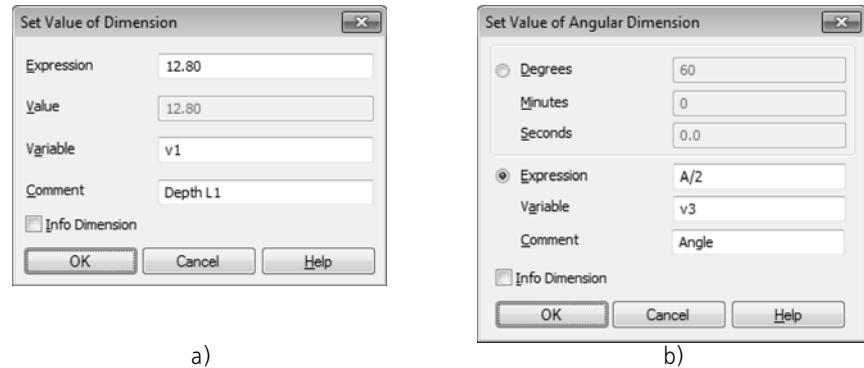 Set Value of Dimension
Expression 12.80
Value 12.80
Variable v1
Comment Depth L1
Info Dimension
OK Cancel Help
a)
Set Value of Angular Dimension
Degrees 60
Minutes 0
Seconds 0.0
Expression A/2
Variable v3
Comment Angle
Info Dimension
OK Cancel Help
b)